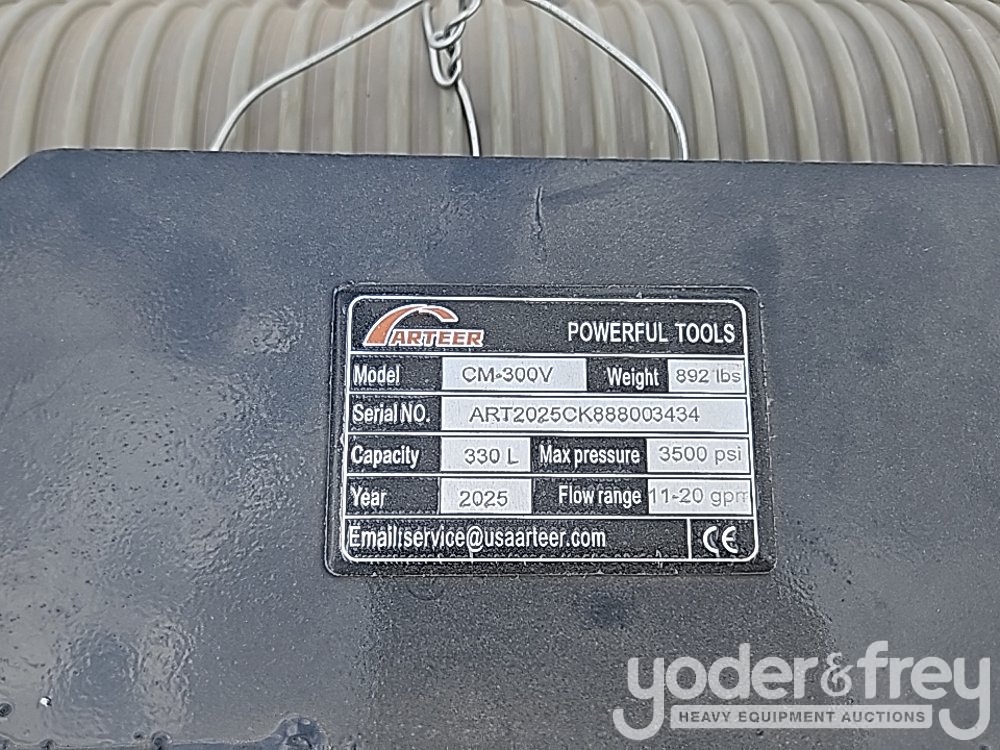 ARTEER POWERFUL TOOLS
Model CM-300V Weight 892 lbs
Serial NO. ART2025CK888003434
Capacity 330 L Max pressure 3500 psi
Year 2025 Flow range 11-20 gpm
Email:service@usaarteer.com CE
yoder&frey
HEAVY EQUIPMENT AUCTIONS